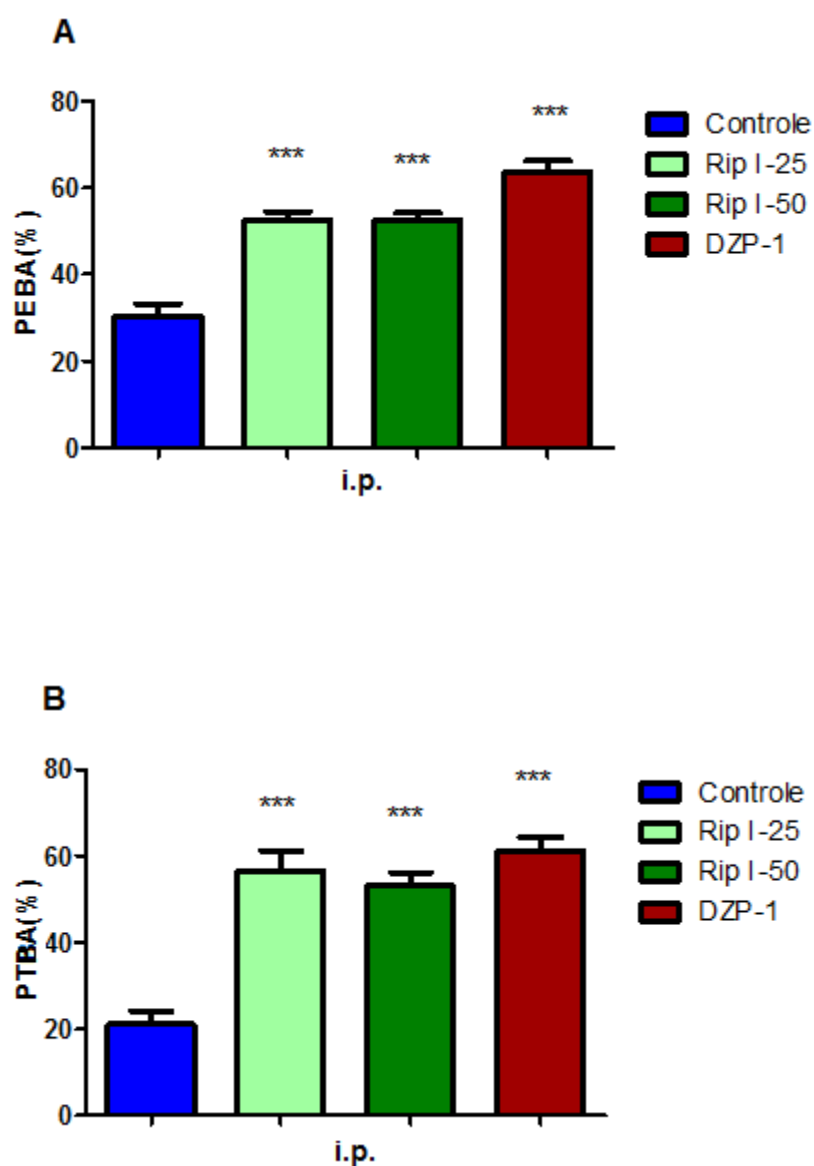 A
PEBA(%)
80
60
40
20
0
***
***
***
i.p.
Controle
Rip I-25
Rip I-50
DZP-1
B
PTBA(%)
80
60
40
20
0
***
***
***
i.p.
Controle
Rip I-25
Rip I-50
DZP-1